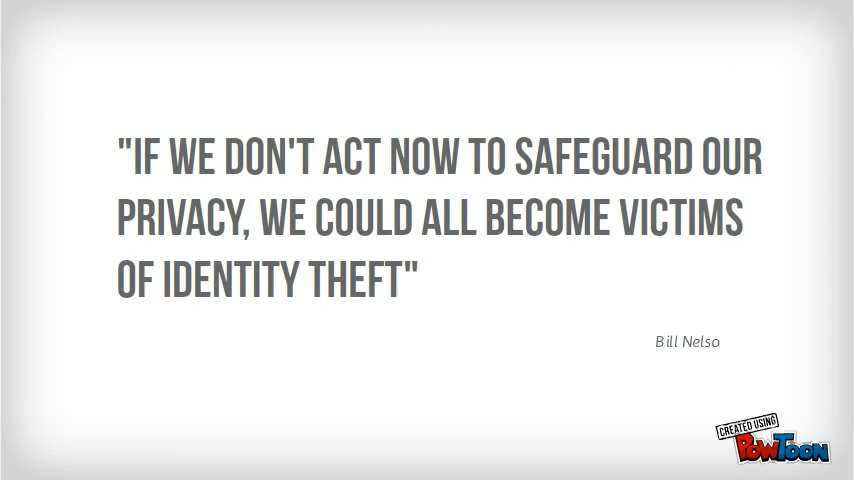 "IF WE DON'T ACT NOW TO SAFEGUARD OUR
PRIVACY, WE COULD ALL BECOME VICTIMS
OF IDENTITY THEFT"
Bill Nelso
CREATED USING
POWTOON